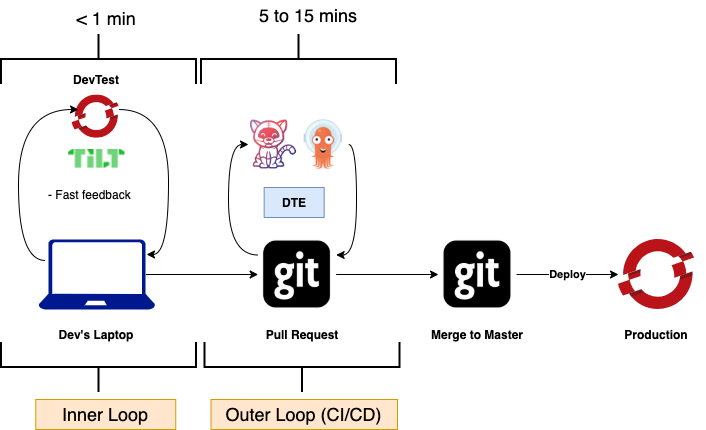 < 1 min
5 to 15 mins
DevTest
TiLT
- Fast feedback
DTE
git
git
Deploy
Dev's Laptop
Pull Request
Merge to Master
Production
Inner Loop
Outer Loop (CI/CD)